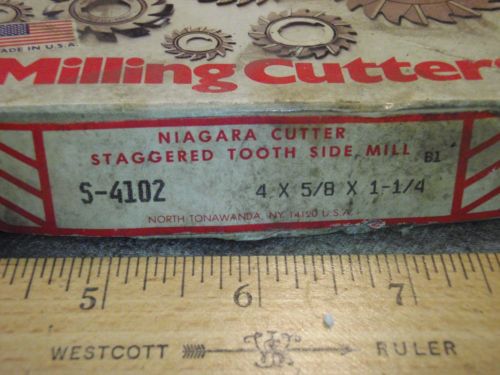 MADE IN U.S.A.
Milling Cutters
NIAGARA CUTTER
STAGGERED TOOTH SIDE MILL B1
S-4102 4 X 5/8 X 1-1/4
NORTH TONAWANDA, NY 14120 U.S.A.
5 6 7
WESTCOTT RULER